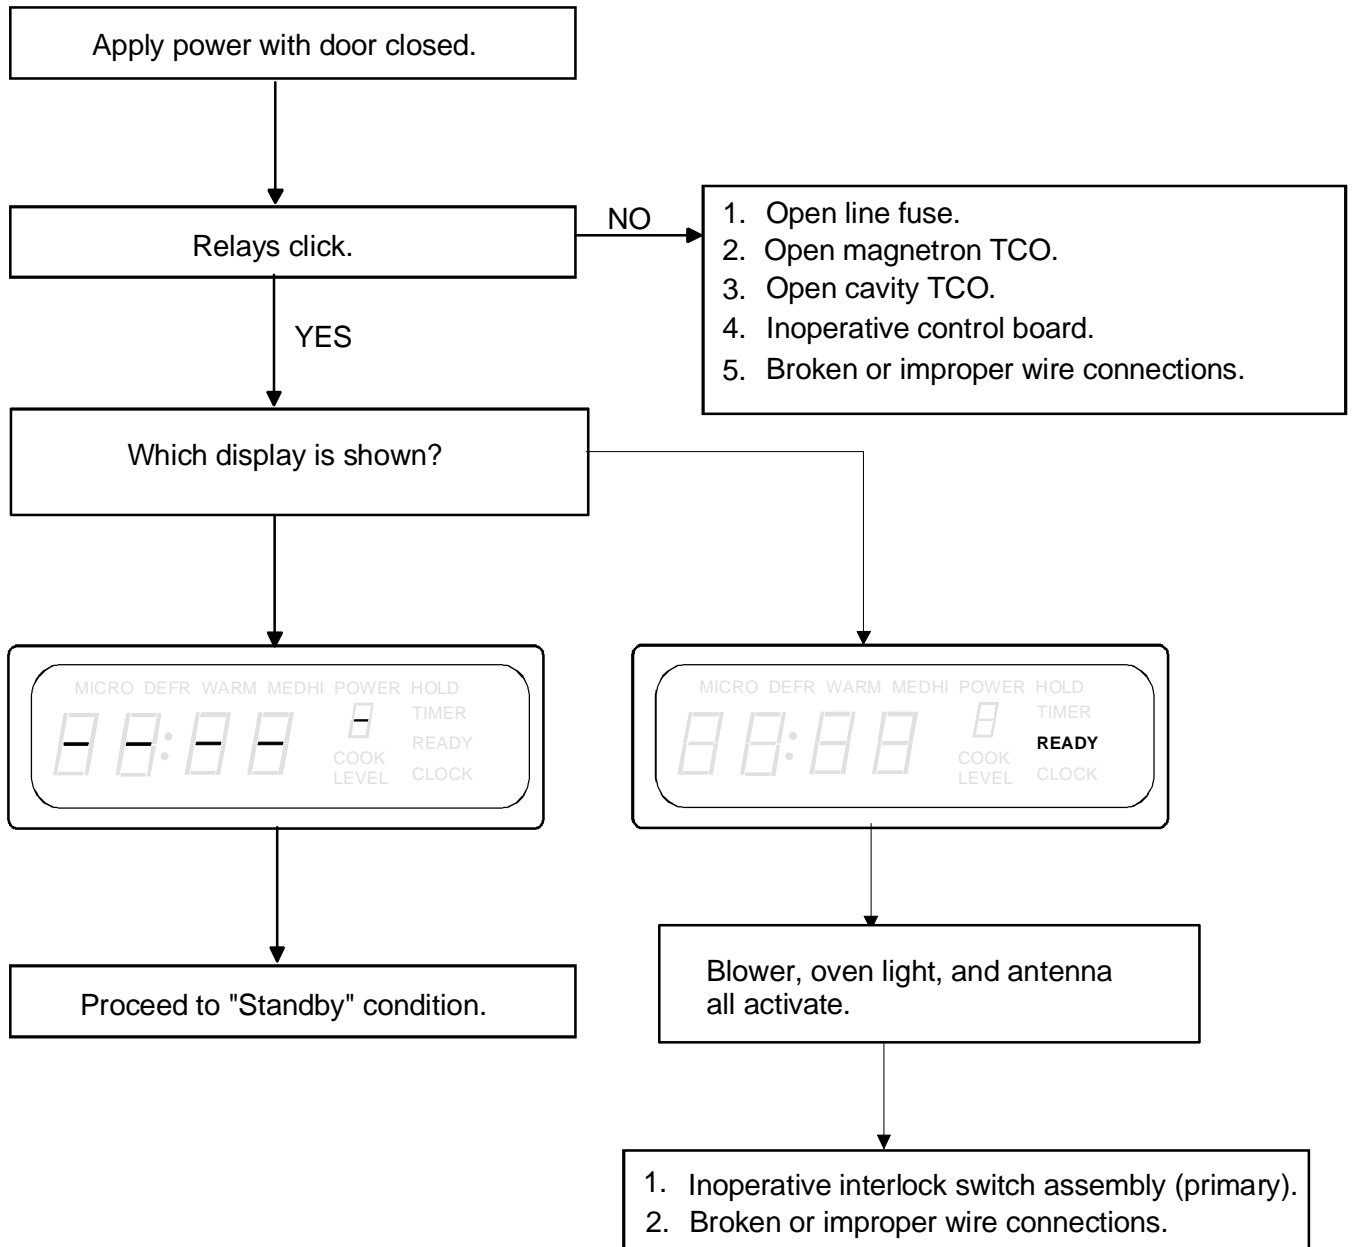 Apply power with door closed.
Relays click.
NO
1. Open line fuse.
2. Open magnetron TCO.
3. Open cavity TCO.
4. Inoperative control board.
5. Broken or improper wire connections.
YES
Which display is shown?
MICRO DEFR WARM MEDHI POWER HOLD
TIMER
READY
COOK
LEVEL
CLOCK
MICRO DEFR WARM MEDHI POWER HOLD
TIMER
READY
COOK
LEVEL
CLOCK
Proceed to "Standby" condition.
Blower, oven light, and antenna
all activate.
1. Inoperative interlock switch assembly (primary).
2. Broken or improper wire connections.